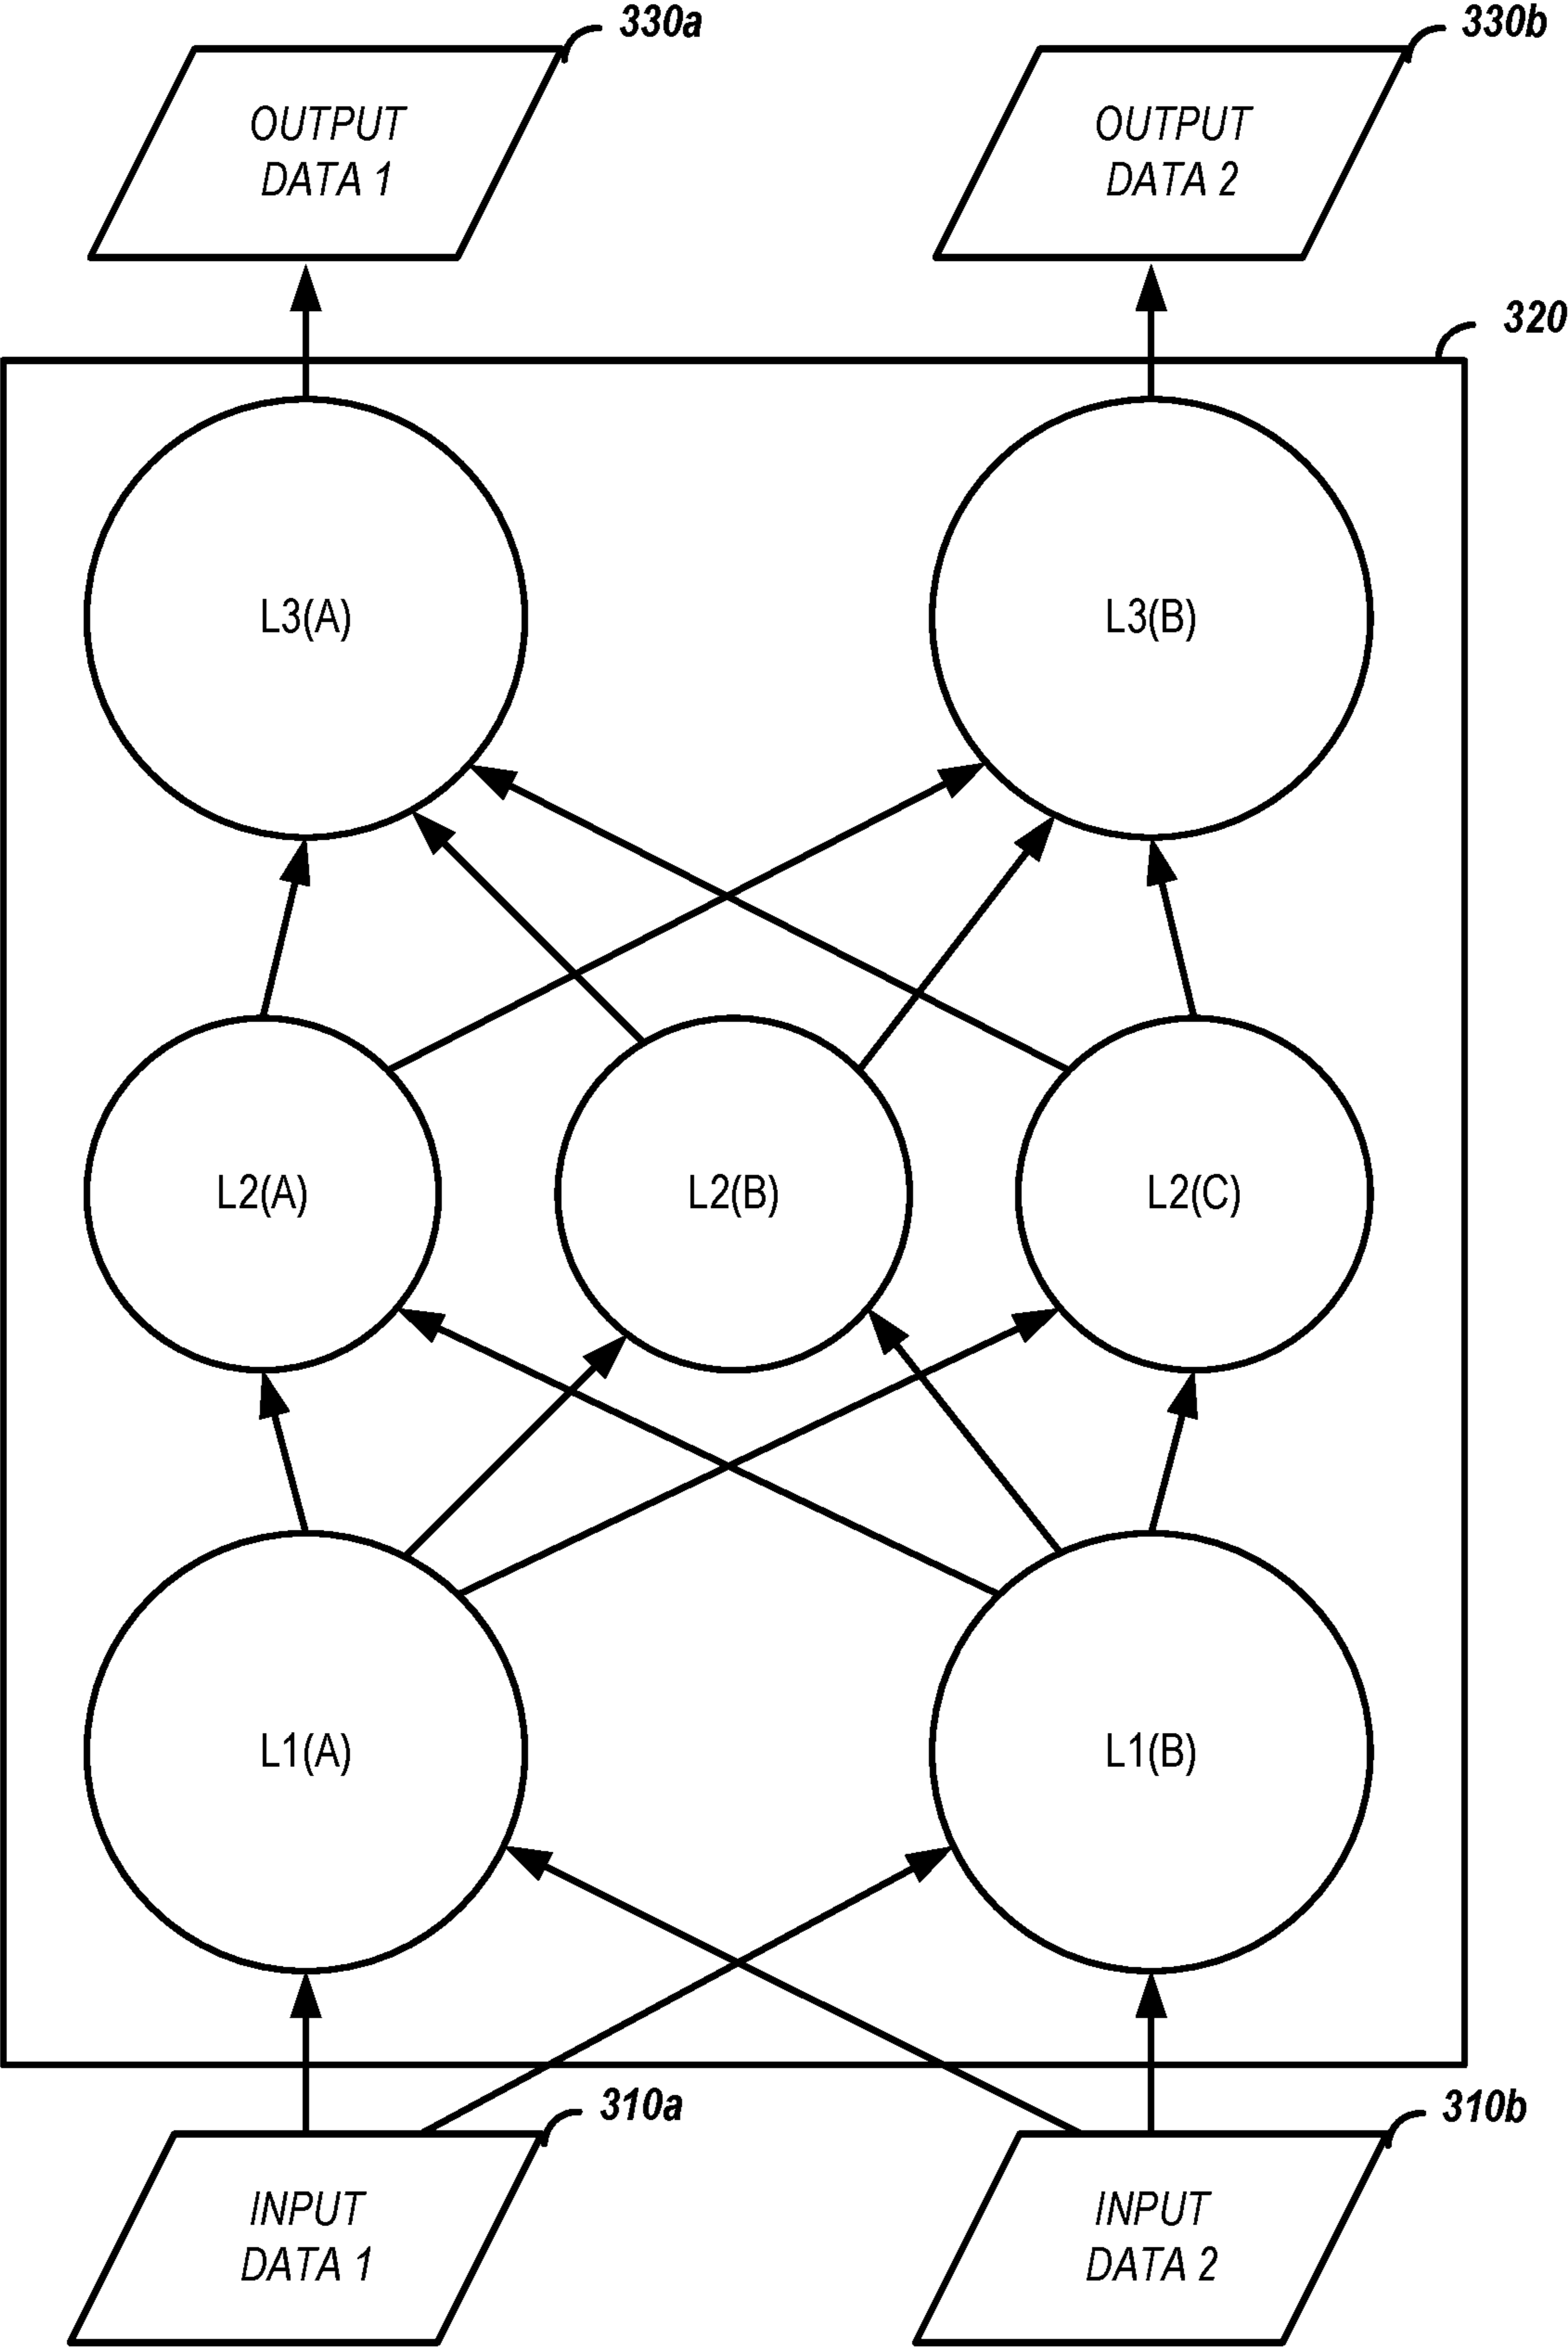 330a
330b
OUTPUT
DATA 1
OUTPUT
DATA 2
320
L3(A)
L3(B)
L2(A)
L2(B)
L2(C)
L1(A)
L1(B)
310a
310b
INPUT
DATA 1
INPUT
DATA 2